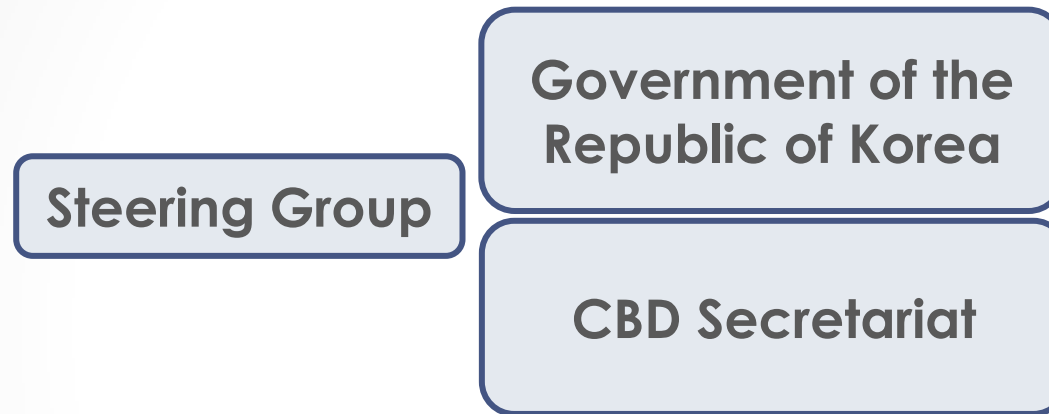 Government of the
Republic of Korea
Steering Group
CBD Secretariat